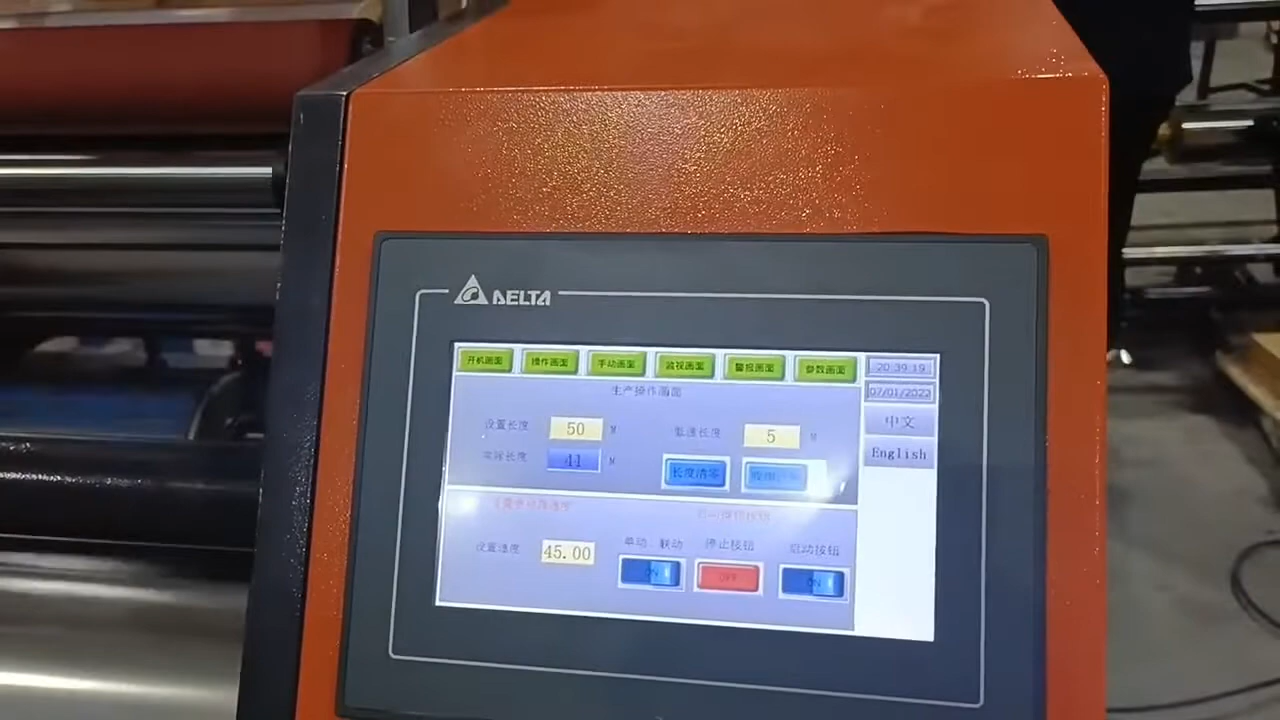 DELTA
开机画面 操作画面 手动画面 监视画面 警报画面 参数画面 20:39:19
07/01/2022
生产操作画面
中文
设置长度 50 M 低速长度 5 M
English
实际长度 41 M 长度清零
设置速度 45.00 单动、联动 停止按钮 启动按钮
ON OFF ON